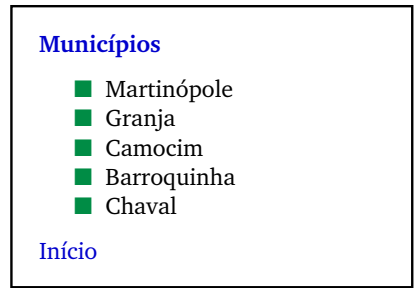 Municípios
Martinópole
Granja
Camocim
Barroquinha
Chaval
Início